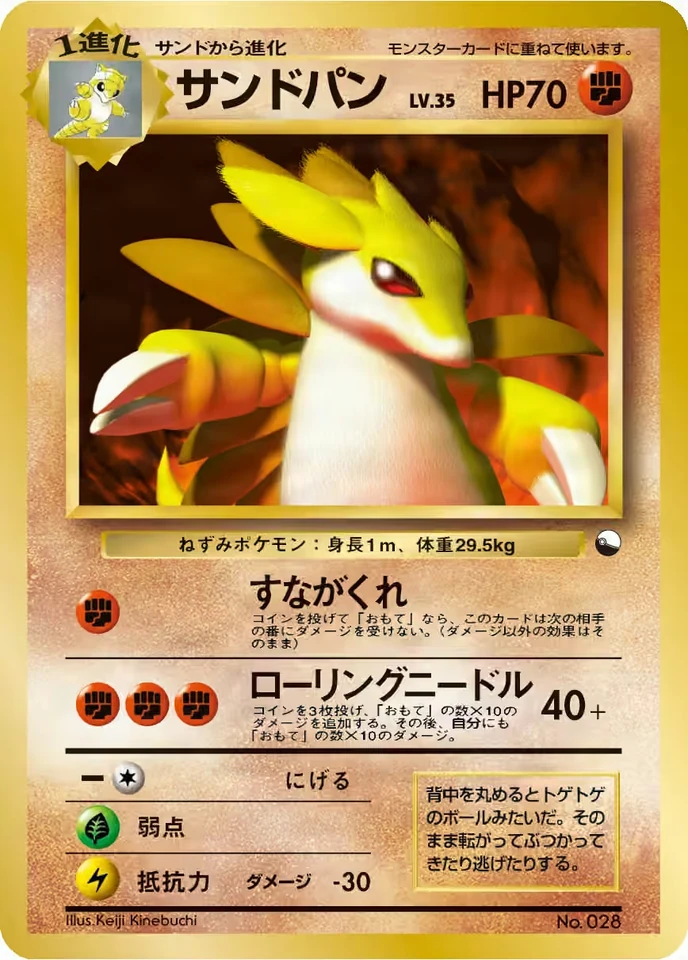 1進化
サンドから進化
モンスターカードに重ねて使います。
サンドパン LV.35 HP70
ねずみポケモン：身長1m、体重29.5kg
すながくれ
コインを投げて「おもて」なら、このカードは次の相手
の番にダメージを受けない。（ダメージ以外の効果はそ
のまま）
ローリングニードル 40+
コインを3枚投げ、「おもて」の数×10の
ダメージを追加する。その後、自分にも
「おもて」の数×10のダメージ。
− にげる
弱点
抵抗力 ダメージ -30
背中を丸めるとトゲトゲ
のボールみたいだ。その
まま転がってぶつかって
きたり逃げたりする。
Illus.Keiji Kinebuchi
No.028